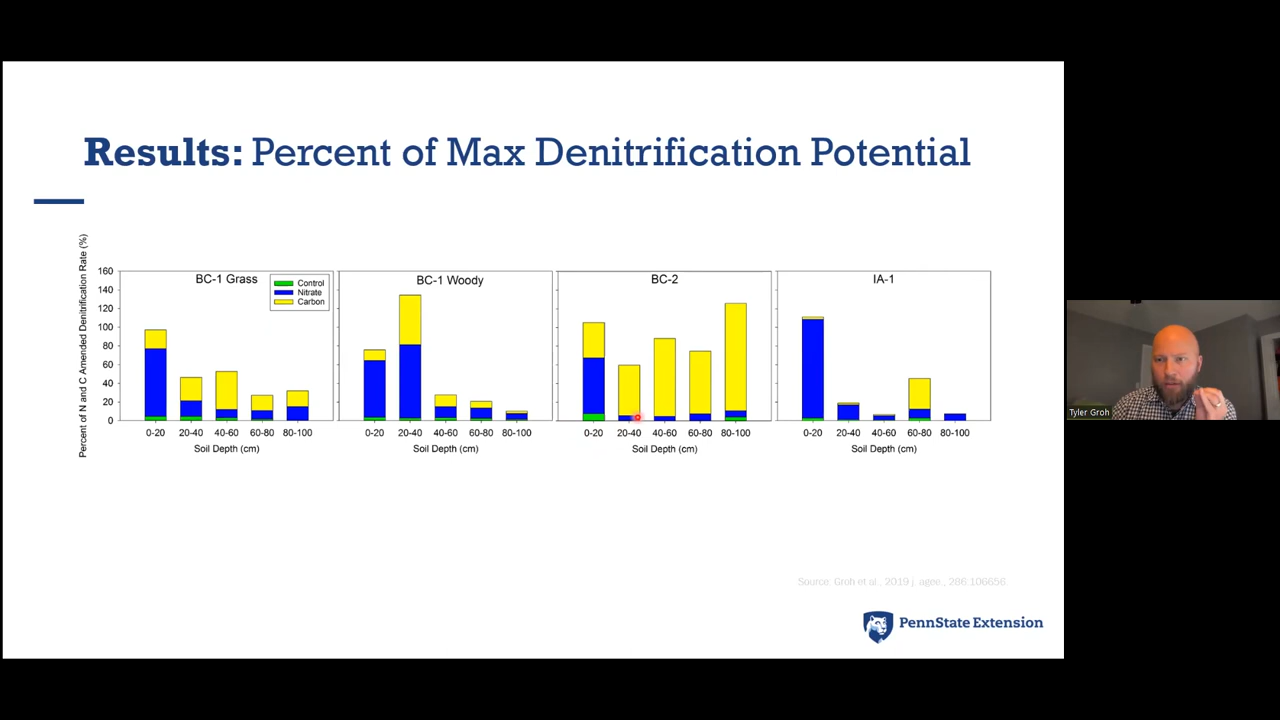 Results: Percent of Max Denitrification Potential
Percent of N and C Amended Denitrification Rate (%)
160
140
120
100
80
60
40
20
0
BC-1 Grass
Control
Nitrate
Carbon
BC-1 Woody
BC-2
IA-1
0-20 20-40 40-60 60-80 80-100
0-20 20-40 40-60 60-80 80-100
0-20 20-40 40-60 60-80 80-100
0-20 20-40 40-60 60-80 80-100
Soil Depth (cm)
Soil Depth (cm)
Soil Depth (cm)
Soil Depth (cm)
Source: Groh et al., 2019 j. agee., 286:106656.
PennState Extension
Tyler Groh